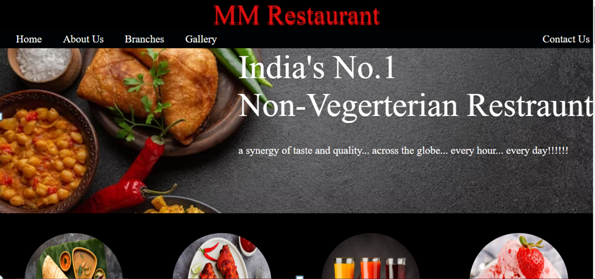 MM Restaurant
Home About Us Branches Gallery Contact Us
India's No.1
Non-Vegerterian Restraunt
a synergy of taste and quality... across the globe... every hour... every day!!!!!!